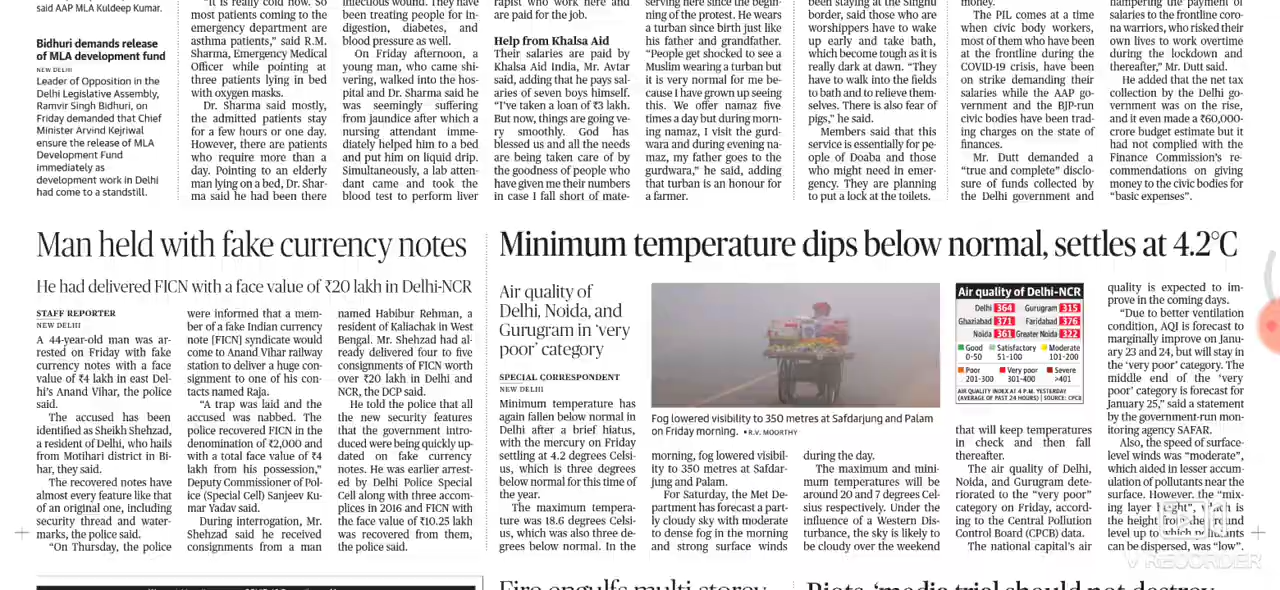 said AAP MLA Kuldeep Kumar.
Bidhuri demands release
of MLA development fund
NEW DELHI
Leader of Opposition in the
Delhi Legislative Assembly,
Ramvir Singh Bidhuri, on
Friday demanded that Chief
Minister Arvind Kejriwal
ensure the release of MLA
Development Fund
immediately as
development work in Delhi
had come to a standstill.
"It is really cold now. So
most patients coming to the
emergency department are
asthma patients," said R.M.
Sharma, Emergency Medical
Officer while pointing at
three patients lying in bed
with oxygen masks.
Dr. Sharma said mostly,
the admitted patients stay
for a few hours or one day.
However, there are patients
who require more than a
day. Pointing to an elderly
man lying on a bed, Dr. Shar-
ma said he had been there
infectious wound. They have
been treating people for in-
digestion, diabetes, and
blood pressure as well.
On Friday afternoon, a
young man, who came shi-
vering, walked into the hos-
pital and Dr. Sharma said he
was seemingly suffering
from jaundice after which a
nursing attendant imme-
diately helped him to a bed
and put him on liquid drip.
Simultaneously, a lab atten-
dant came and took the
blood test to perform liver
rapist who work here and
are paid for the job.
Help from Khalsa Aid
Their salaries are paid by
Khalsa Aid India, Mr. Avtar
said, adding that he pays sal-
aries of seven boys himself.
"I've taken a loan of ₹3 lakh.
But now, things are going ve-
ry smoothly. God has
blessed us and all the needs
are being taken care of by
the goodness of people who
have given me their numbers
in case I fall short of mate-
serving here since the begin-
ning of the protest. He wears
a turban since birth just like
his father and grandfather.
"People get shocked to see a
Muslim wearing a turban but
it is very normal for me be-
cause I have grown up seeing
this. We offer namaz five
times a day but during morn-
ing namaz, I visit the gurd-
wara and during evening na-
maz, my father goes to the
gurdwara," he said, adding
that turban is an honour for
a farmer.
been staying at the Singhu
border, said those who are
worshippers have to wake
up early and take bath,
which become tough as it is
really dark at dawn. "They
have to walk into the fields
to bath and to relieve them-
selves. There is also fear of
pigs," he said.
Members said that this
service is essentially for peo-
ple of Doaba and those
who might need in emer-
gency. They are planning
to put a lock at the toilets.
money.
The PIL comes at a time
when civic body workers,
most of them who have been
at the frontline during the
COVID-19 crisis, have been
on strike demanding their
salaries while the AAP go-
vernment and the BJP-run
civic bodies have been trad-
ing charges on the state of
finances.
Mr. Dutt demanded a
"true and complete" disclo-
sure of funds collected by
the Delhi government and
hampering the payment of
salaries to the frontline coro-
na warriors, who risked their
own lives to work overtime
during the lockdown and
thereafter," Mr. Dutt said.
He added that the net tax
collection by the Delhi go-
vernment was on the rise,
and it even made a ₹60,000-
crore budget estimate but it
had not complied with the
Finance Commission's re-
commendations on giving
money to the civic bodies for
"basic expenses".
Man held with fake currency notes
He had delivered FICN with a face value of ₹20 lakh in Delhi-NCR
STAFF REPORTER
NEW DELHI
A 44-year-old man was ar-
rested on Friday with fake
currency notes with a face
value of ₹4 lakh in east Del-
hi's Anand Vihar, the police
said.
The accused has been
identified as Sheikh Shehzad,
a resident of Delhi, who hails
from Motihari district in Bi-
har, they said.
The recovered notes have
almost every feature like that
of an original one, including
security thread and water-
marks, the police said.
"On Thursday, the police
were informed that a mem-
ber of a fake Indian currency
note [FICN] syndicate would
come to Anand Vihar railway
station to deliver a huge con-
signment to one of his con-
tacts named Raja.
"A trap was laid and the
accused was nabbed. The
police recovered FICN in the
denomination of ₹2,000 and
with a total face value of ₹4
lakh from his possession,"
Deputy Commissioner of Pol-
ice (Special Cell) Sanjeev Ku-
mar Yadav said.
During interrogation, Mr.
Shehzad said he received
consignments from a man
named Habibur Rehman, a
resident of Kaliachak in West
Bengal. Mr. Shehzad had al-
ready delivered four to five
consignments of FICN worth
over ₹20 lakh in Delhi and
NCR, the DCP said.
He told the police that all
the new security features
that the government intro-
duced were being quickly up-
dated on fake currency
notes. He was earlier arrest-
ed by Delhi Police Special
Cell along with three accom-
plices in 2016 and FICN with
the face value of ₹10.25 lakh
was recovered from them,
the police said.
Minimum temperature dips below normal, settles at 4.2°C
Air quality of
Delhi, Noida, and
Gurugram in 'very
poor' category
SPECIAL CORRESPONDENT
NEW DELHI
Minimum temperature has
again fallen below normal in
Delhi after a brief hiatus,
with the mercury on Friday
settling at 4.2 degrees Celsi-
us, which is three degrees
below normal for this time of
the year.
The maximum tempera-
ture was 18.6 degrees Celsi-
us, which was also three de-
grees below normal. In the
Fog lowered visibility to 350 metres at Safdarjung and Palam
on Friday morning. • R.V. MOORTHY
morning, fog lowered visibil-
ity to 350 metres at Safdar-
jung and Palam.
For Saturday, the Met De-
partment has forecast a part-
ly cloudy sky with moderate
to dense fog in the morning
and strong surface winds
during the day.
The maximum and mini-
mum temperatures will be
around 20 and 7 degrees Cel-
sius respectively. Under the
influence of a Western Dis-
turbance, the sky is likely to
be cloudy over the weekend
Air quality of Delhi-NCR
Delhi 364 Gurugram 315
Ghaziabad 371 Faridabad 376
Noida 361 Greater Noida 322
Good Satisfactory Moderate
0-50 51-100 101-200
Poor Very poor Severe
201-300 301-400 >401
AIR QUALITY INDEX AT 4 P.M. YESTERDAY
(AVERAGE OF PAST 24 HOURS) | SOURCE: CPCB
that will keep temperatures
in check and then fall
thereafter.
The air quality of Delhi,
Noida, and Gurugram dete-
riorated to the "very poor"
category on Friday, accord-
ing to the Central Pollution
Control Board (CPCB) data.
The national capital's air
quality is expected to im-
prove in the coming days.
"Due to better ventilation
condition, AQI is forecast to
marginally improve on Janu-
ary 23 and 24, but will stay in
the 'very poor' category. The
middle end of the 'very
poor' category is forecast for
January 25," said a statement
by the government-run mon-
itoring agency SAFAR.
Also, the speed of surface-
level winds was "moderate",
which aided in lesser accum-
ulation of pollutants near the
surface. However, the "mix-
ing layer height", which is
the height from the ground
level up to which pollutants
can be dispersed, was "low".
V RECORDER
Fire engulfs multi-storey
Riots: 'media trial should not destroy